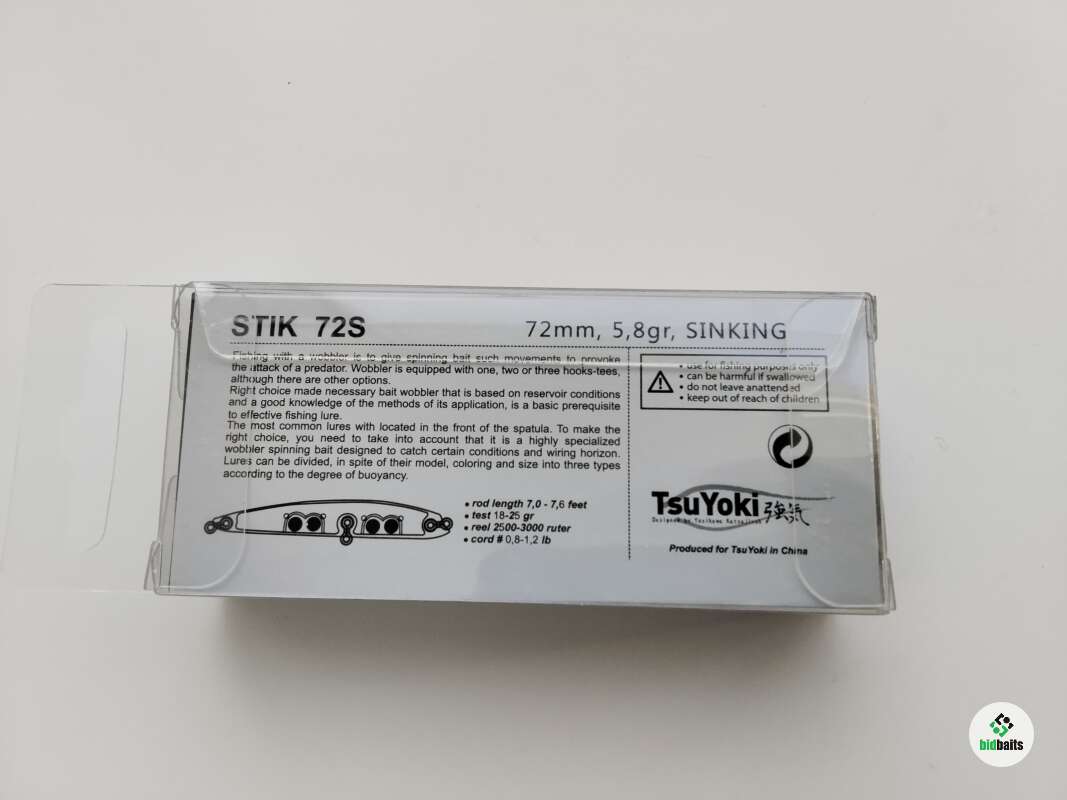 STIK 72S
72mm, 5,8gr, SINKING
Fishing with a wobbler is to give spinning bait such movements to provoke
the attack of a predator. Wobbler is equipped with one, two or three hooks-tees,
although there are other options.
Right choice made necessary bait wobbler that is based on reservoir conditions
and a good knowledge of the methods of its application, is a basic prerequisite
to effective fishing lure.
The most common lures with located in the front of the spatula. To make the
right choice, you need to take into account that it is a highly specialized
wobbler spinning bait designed to catch certain conditions and wiring horizon.
Lures can be divided, in spite of their model, coloring and size into three types
according to the degree of buoyancy.
• rod length 7,0 - 7,6 feet
• test 18-25 gr
• reel 2500-3000 ruter
• cord # 0,8-1,2 lb
• use for fishing purposes only
• can be harmful if swallowed
• do not leave anattended
• keep out of reach of children
TsuYoki 強気
Designed by
Produced for TsuYoki in China
bidbaits